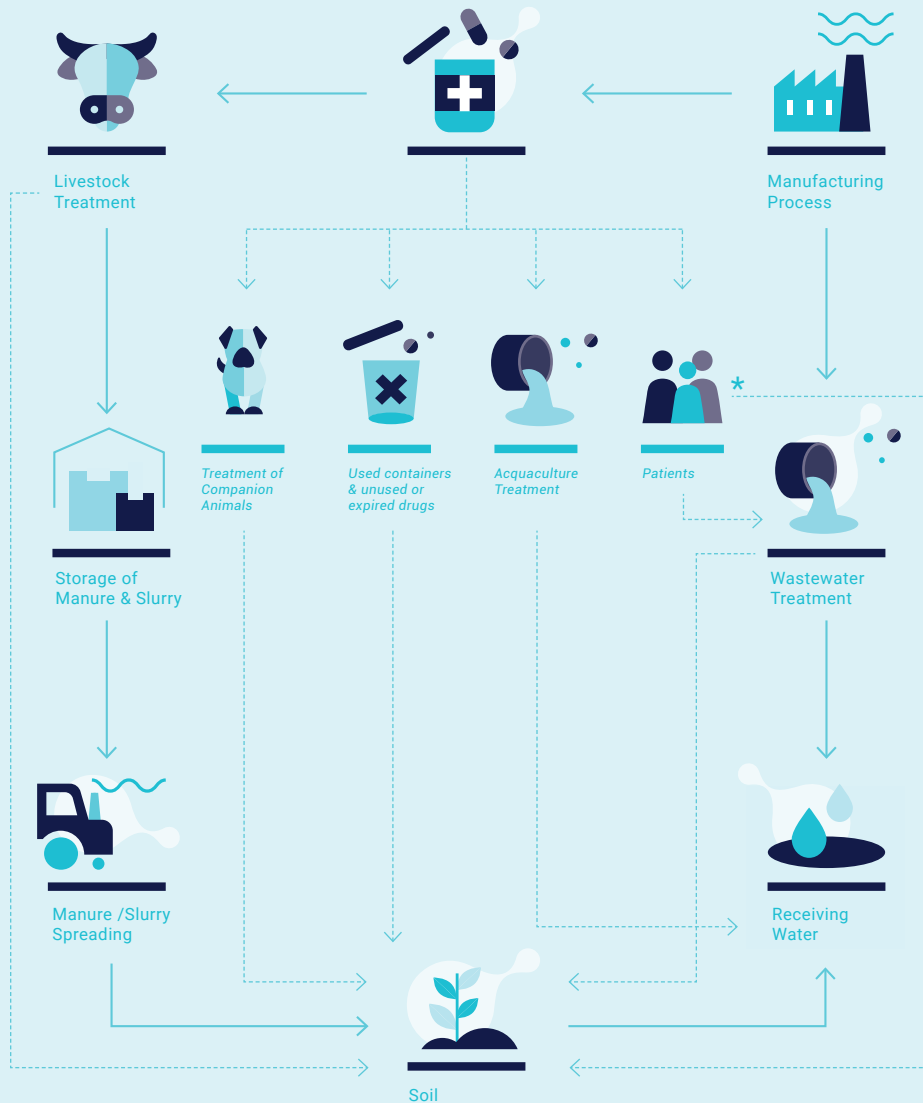 Livestock
Treatment
Manufacturing
Process
*
Treatment of
Companion
Animals
Used containers
& unused or
expired drugs
Acquaculture
Treatment
Patients
Storage of
Manure & Slurry
Wastewater
Treatment
Manure /Slurry
Spreading
Receiving
Water
Soil